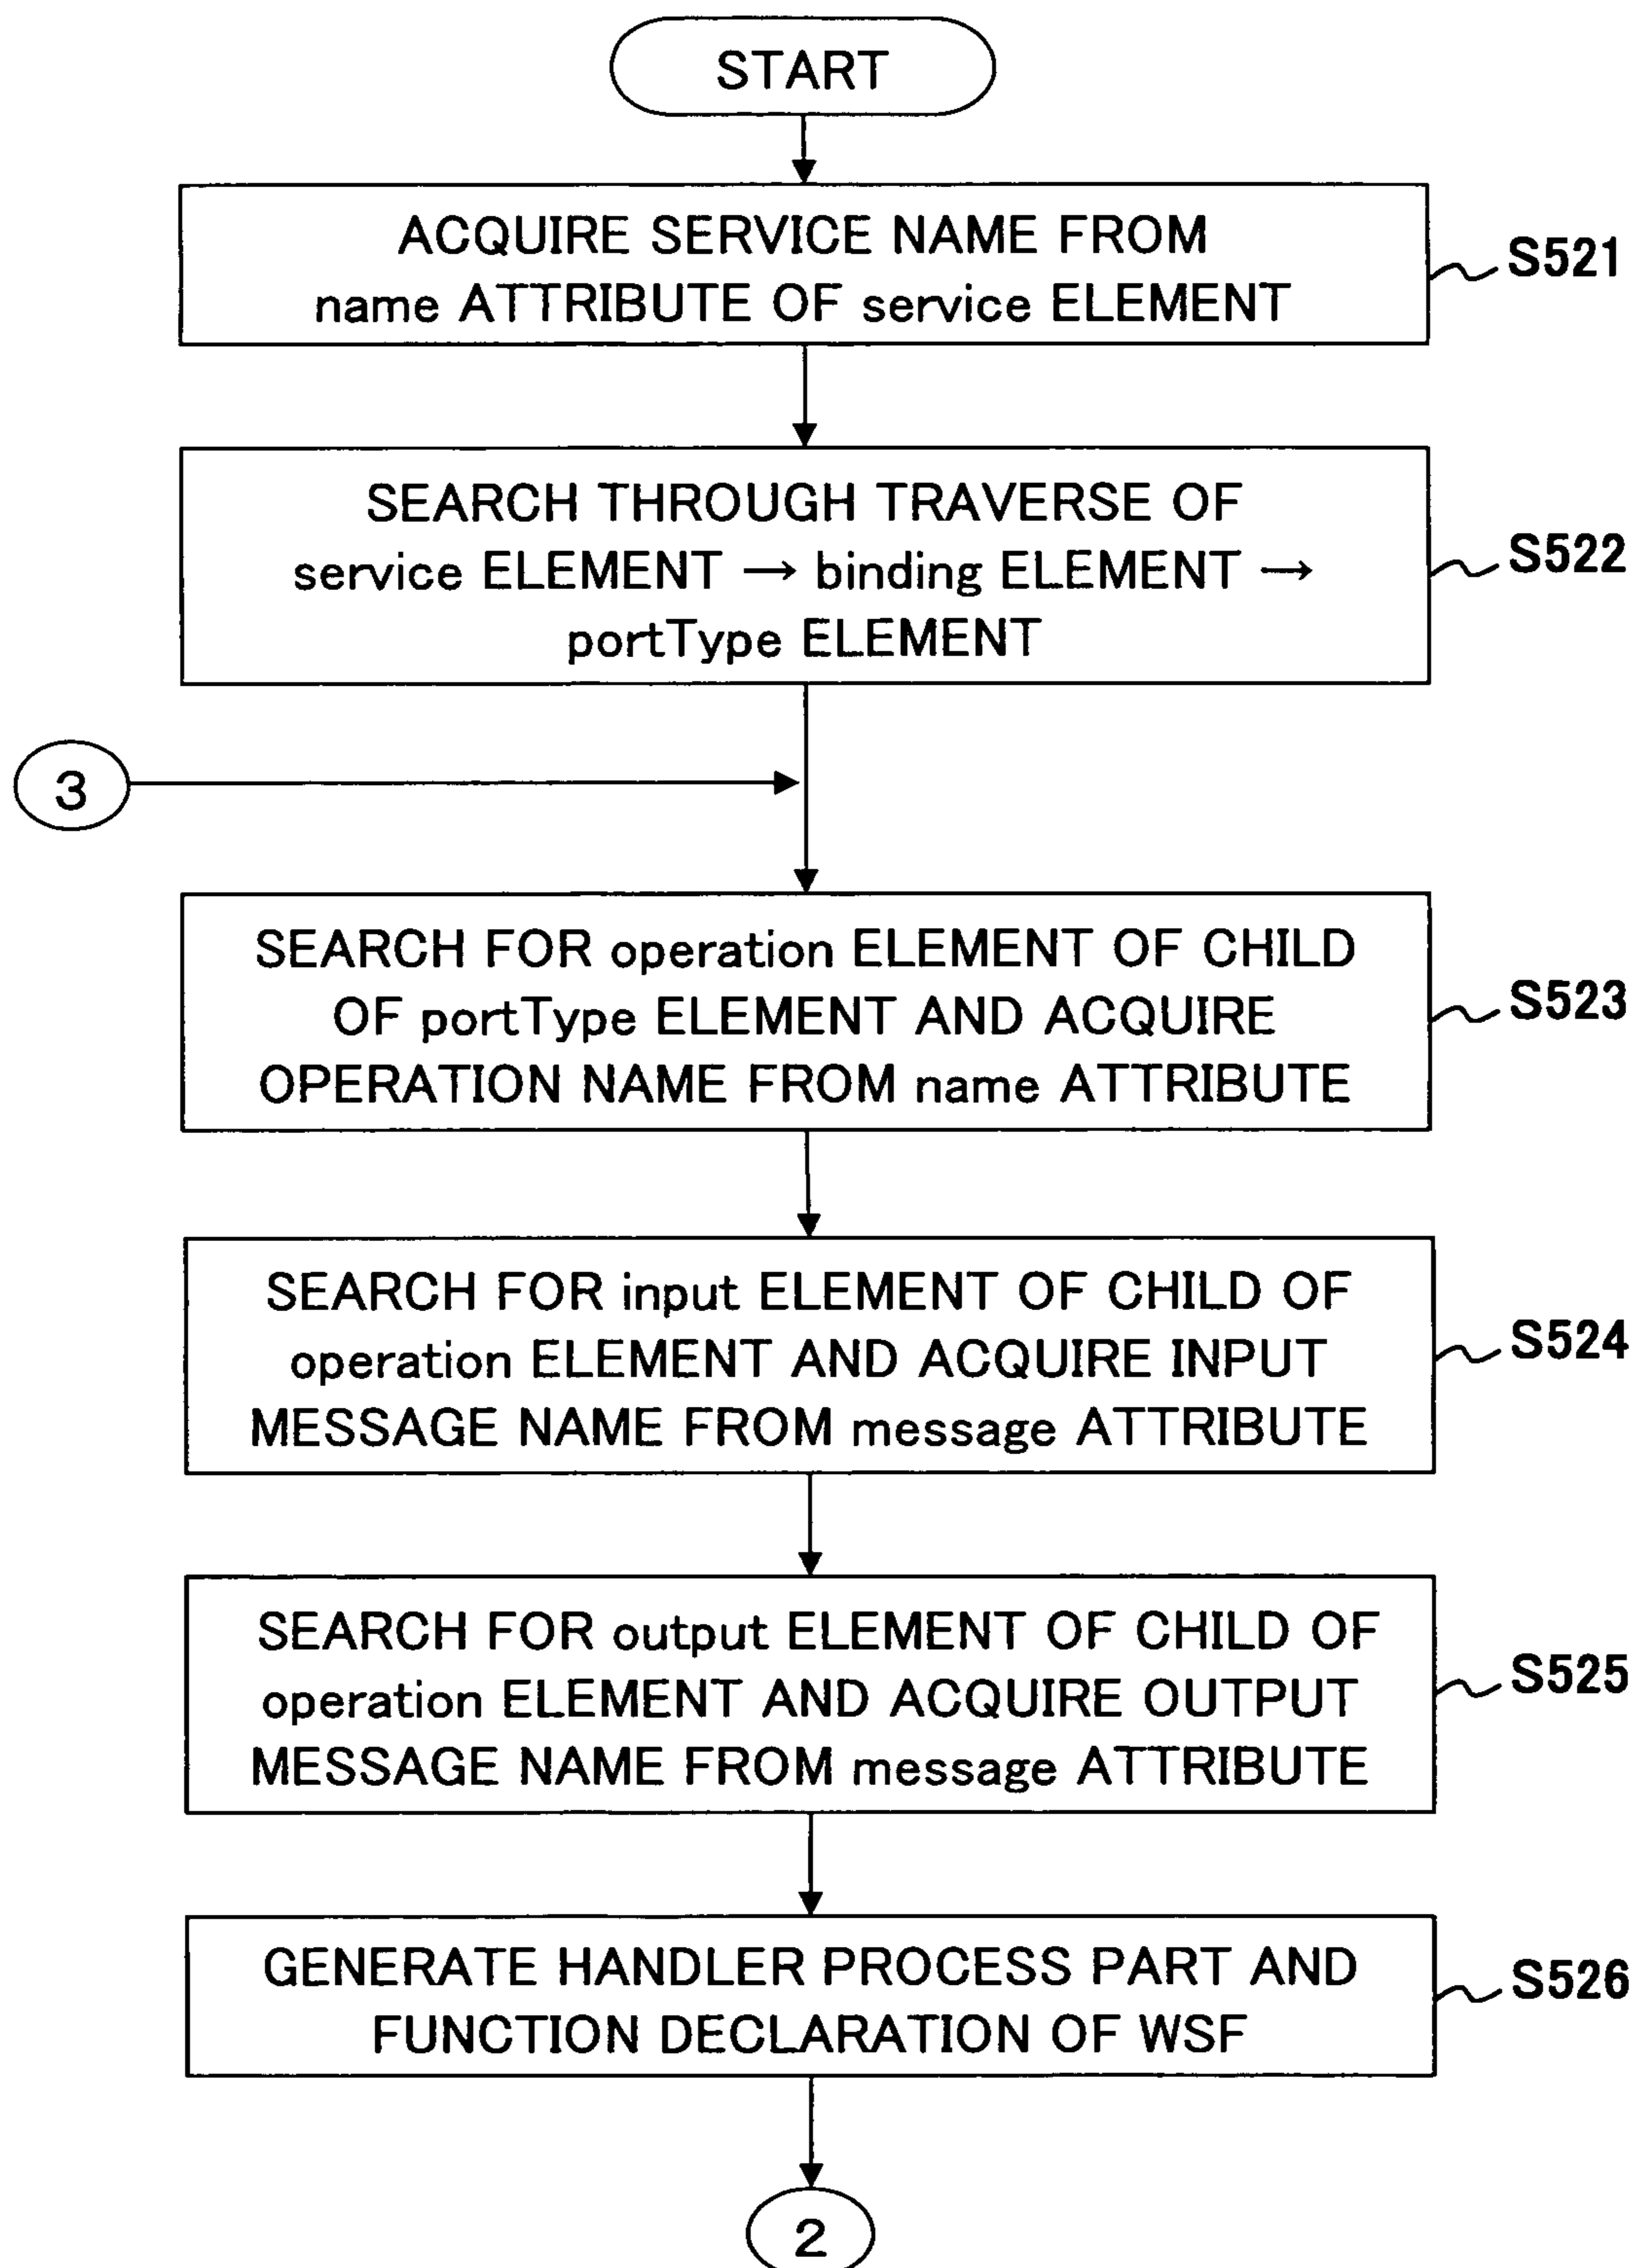 START
ACQUIRE SERVICE NAME FROM
name ATTRIBUTE OF service ELEMENT
S521
SEARCH THROUGH TRAVERSE OF
service ELEMENT → binding ELEMENT →
portType ELEMENT
S522
3
SEARCH FOR operation ELEMENT OF CHILD
OF portType ELEMENT AND ACQUIRE
OPERATION NAME FROM name ATTRIBUTE
S523
SEARCH FOR input ELEMENT OF CHILD OF
operation ELEMENT AND ACQUIRE INPUT
MESSAGE NAME FROM message ATTRIBUTE
S524
SEARCH FOR output ELEMENT OF CHILD OF
operation ELEMENT AND ACQUIRE OUTPUT
MESSAGE NAME FROM message ATTRIBUTE
S525
GENERATE HANDLER PROCESS PART AND
FUNCTION DECLARATION OF WSF
S526
2